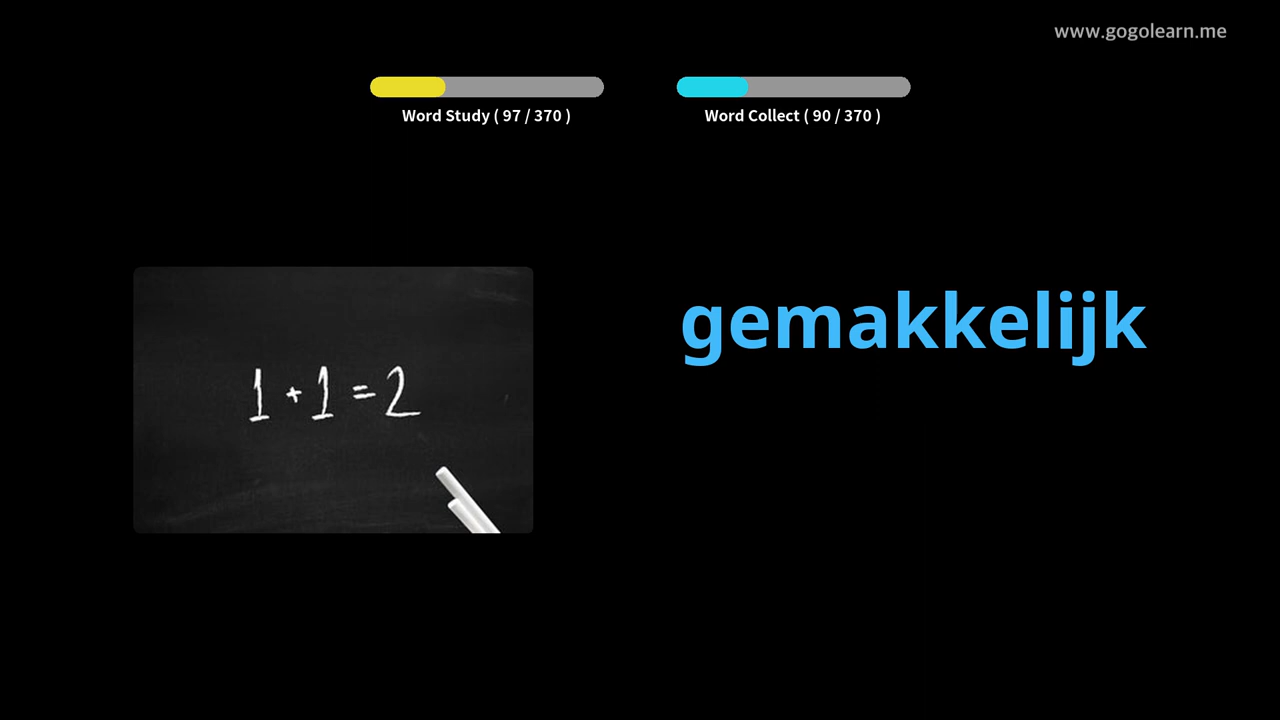 www.gogolearn.me
Word Study ( 97 / 370 )
Word Collect ( 90 / 370 )
gemakkelijk
1 + 1 = 2